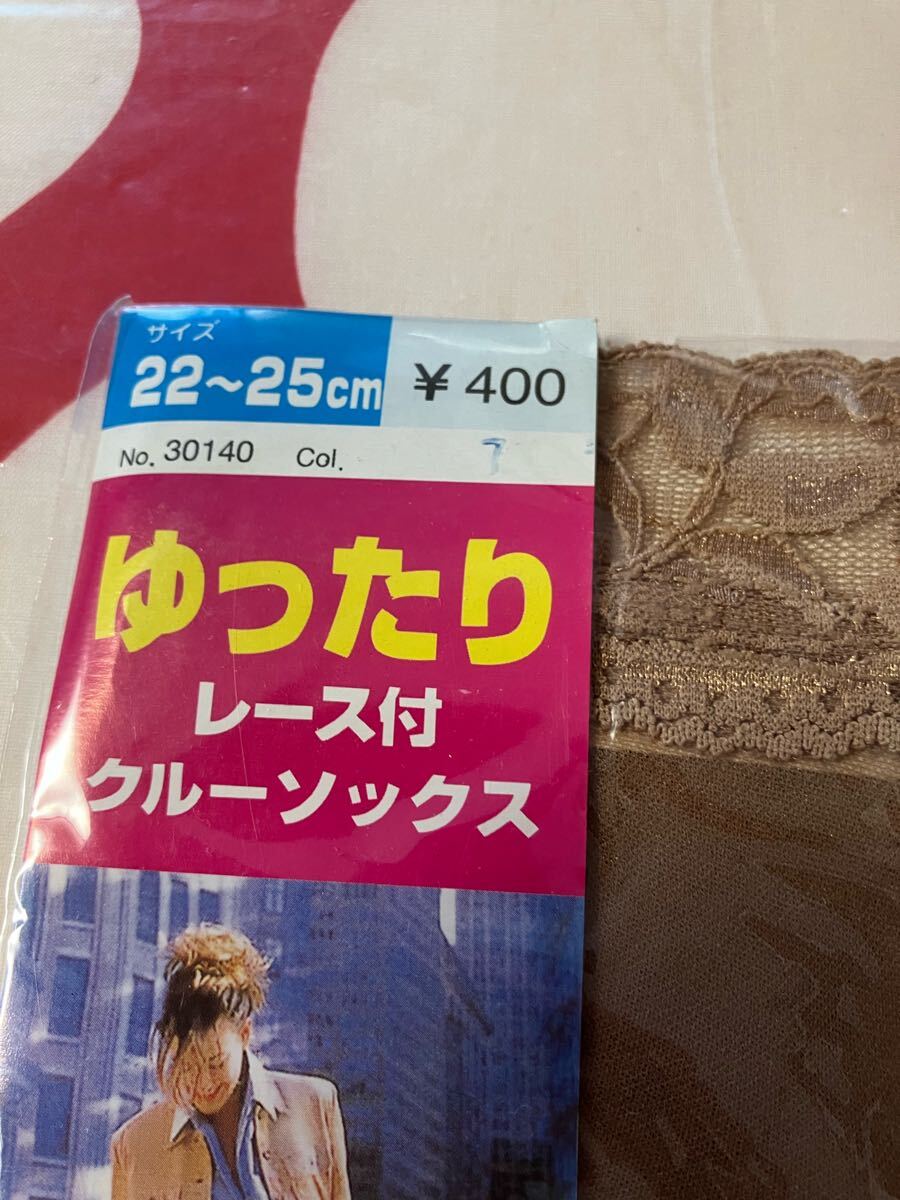 サイズ
22~25cm ¥400
No. 30140 Col. 7
ゆったり
レース付
クルーソックス